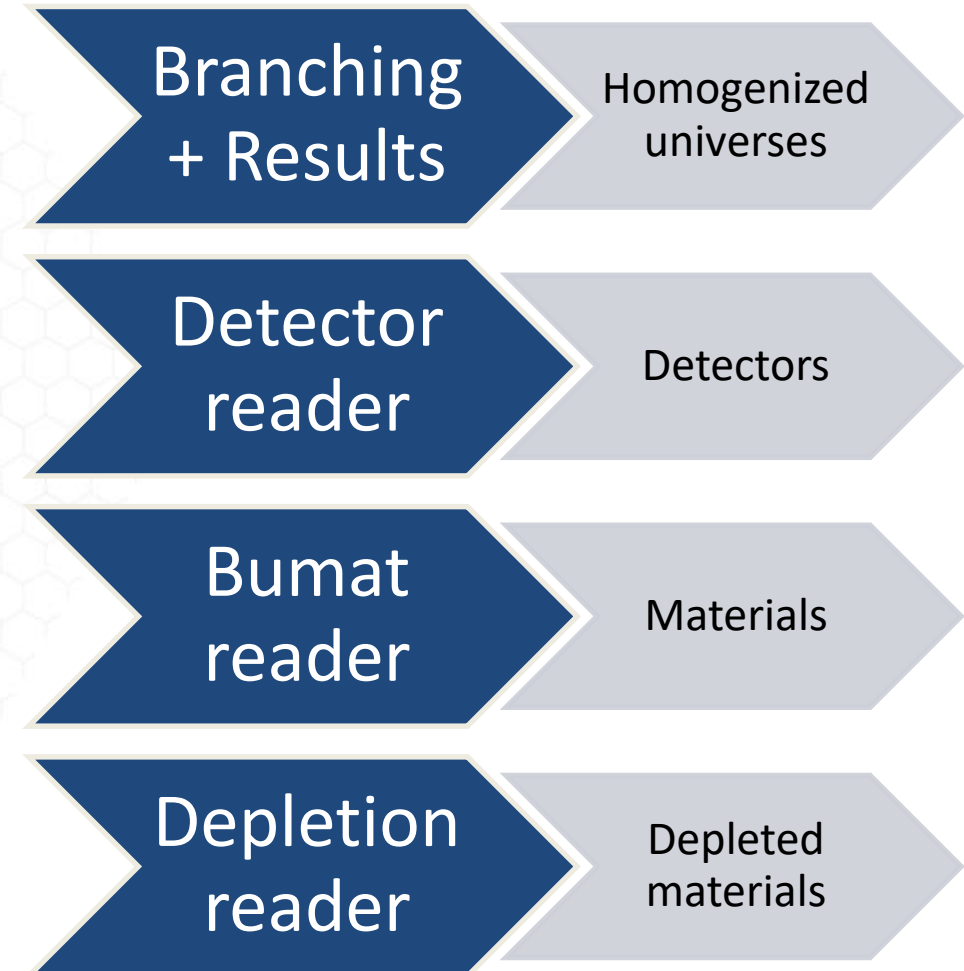 Branching
+ Results
Homogenized
universes
Detector
reader
Detectors
Bumat
reader
Materials
Depletion
reader
Depleted
materials